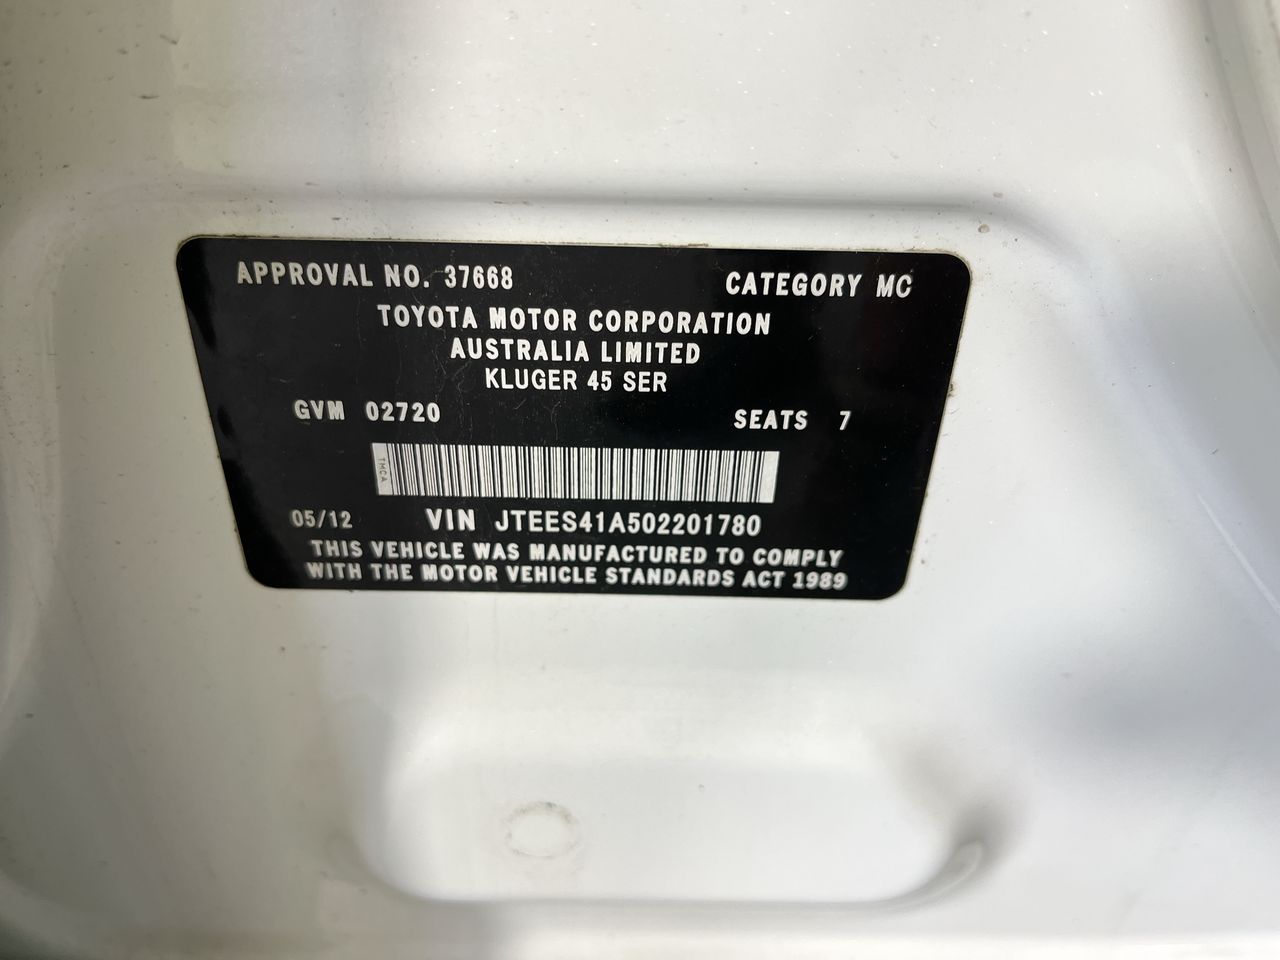 APPROVAL NO. 37668 CATEGORY MC
TOYOTA MOTOR CORPORATION
AUSTRALIA LIMITED
KLUGER 45 SER
GVM 02720 SEATS 7
TMCA
05/12 VIN JTEES41A502201780
THIS VEHICLE WAS MANUFACTURED TO COMPLY
WITH THE MOTOR VEHICLE STANDARDS ACT 1989